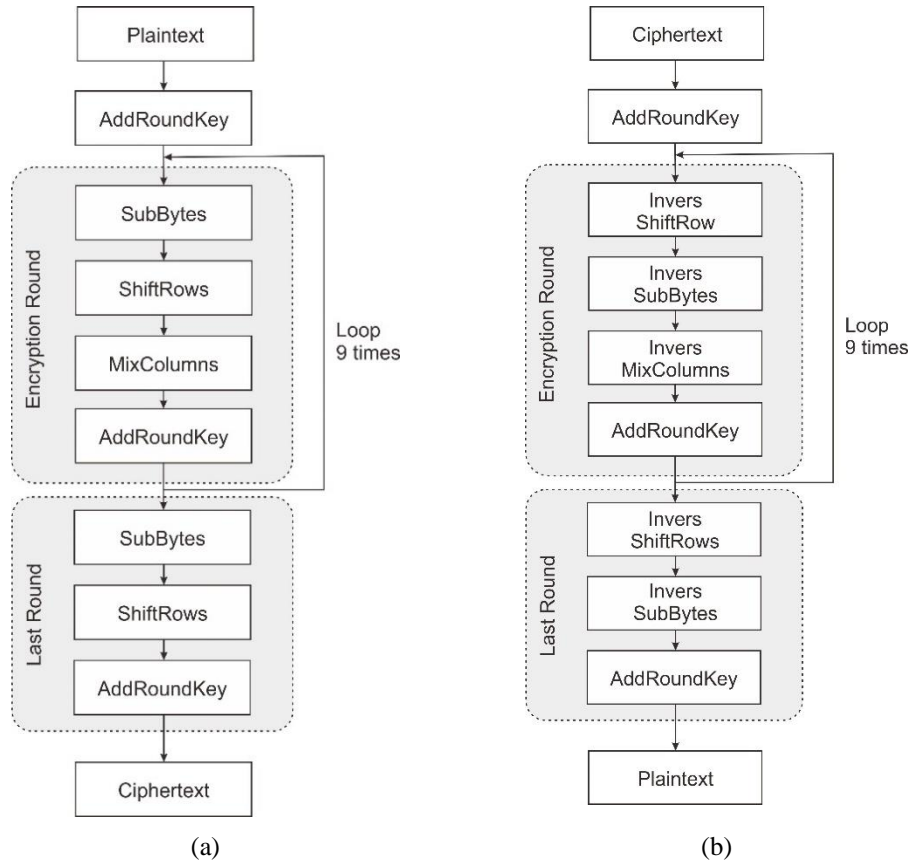 Plaintext
AddRoundKey
Encryption Round
SubBytes
ShiftRows
MixColumns
AddRoundKey
Loop
9 times
Last Round
SubBytes
ShiftRows
AddRoundKey
Ciphertext
(a)
Ciphertext
AddRoundKey
Encryption Round
Invers
ShiftRow
Invers
SubBytes
Invers
MixColumns
AddRoundKey
Loop
9 times
Last Round
Invers
ShiftRows
Invers
SubBytes
AddRoundKey
Plaintext
(b)